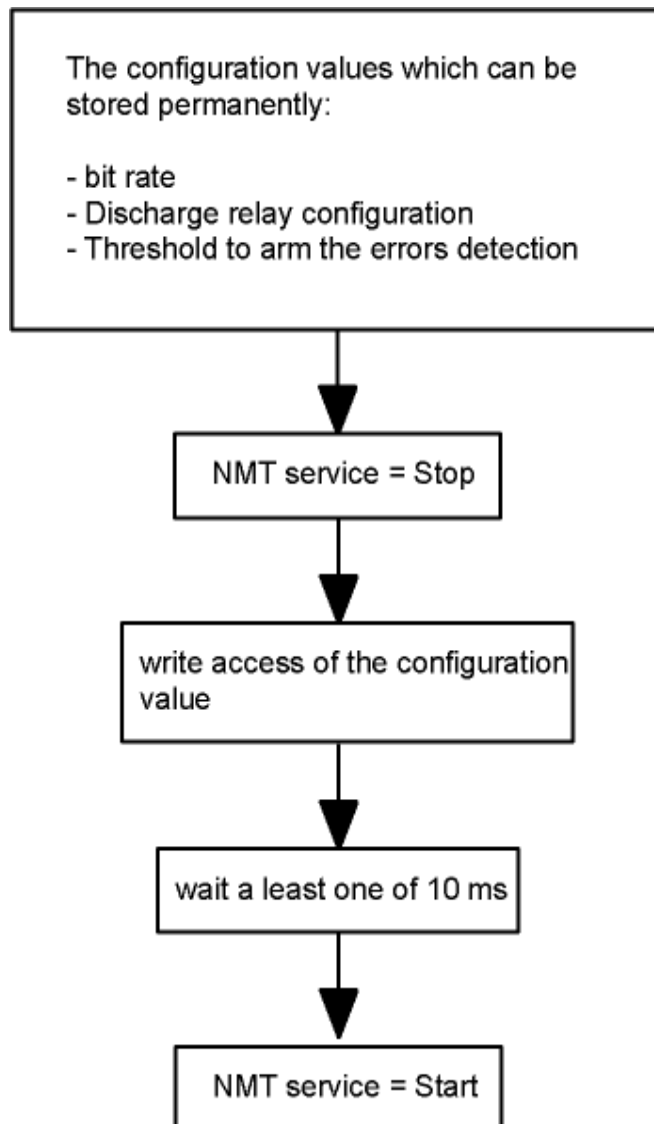 The configuration values which can be
stored permanently:
- bit rate
- Discharge relay configuration
- Threshold to arm the errors detection
NMT service = Stop
write access of the configuration
value
wait a least one of 10 ms
NMT service = Start